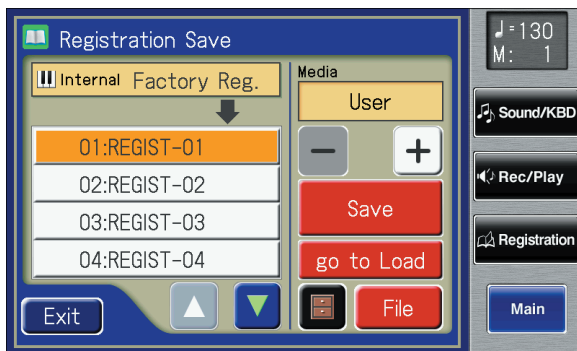 Registration Save
Internal Factory Reg.
01:REGIST-01
02:REGIST-02
03:REGIST-03
04:REGIST-04
Exit
Media
User
− +
Save
go to Load
File
♩=130
M: 1
Sound/KBD
Rec/Play
Registration
Main